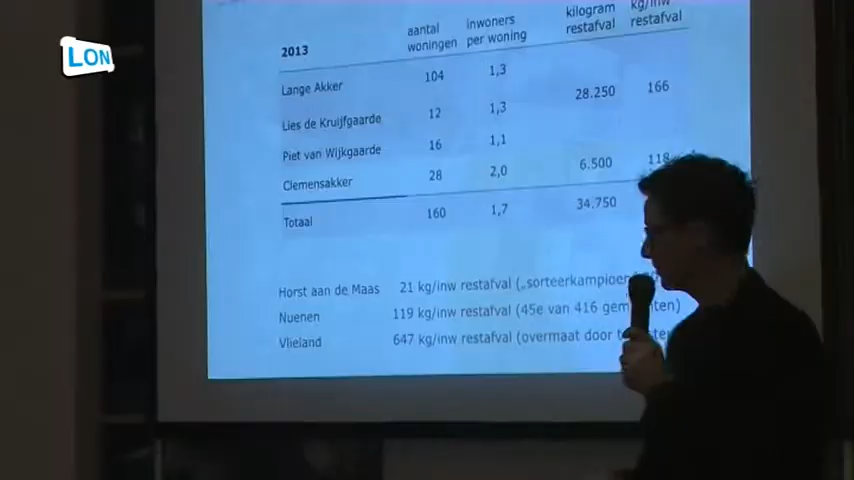 LON
2013 aantal woningen inwoners per woning kilogram restafval kg/inw restafval
Lange Akker 104 1,3
28.250 166
Lies de Kruijfgaarde 12 1,3
Piet van Wijkgaarde 16 1,1
Clemensakker 28 2,0 6.500 118
Totaal 160 1,7 34.750
Horst aan de Maas 21 kg/inw restafval („sorteerkampioen
Nuenen 119 kg/inw restafval (45e van 416 gemeenten)
Vlieland 647 kg/inw restafval (overmaat door